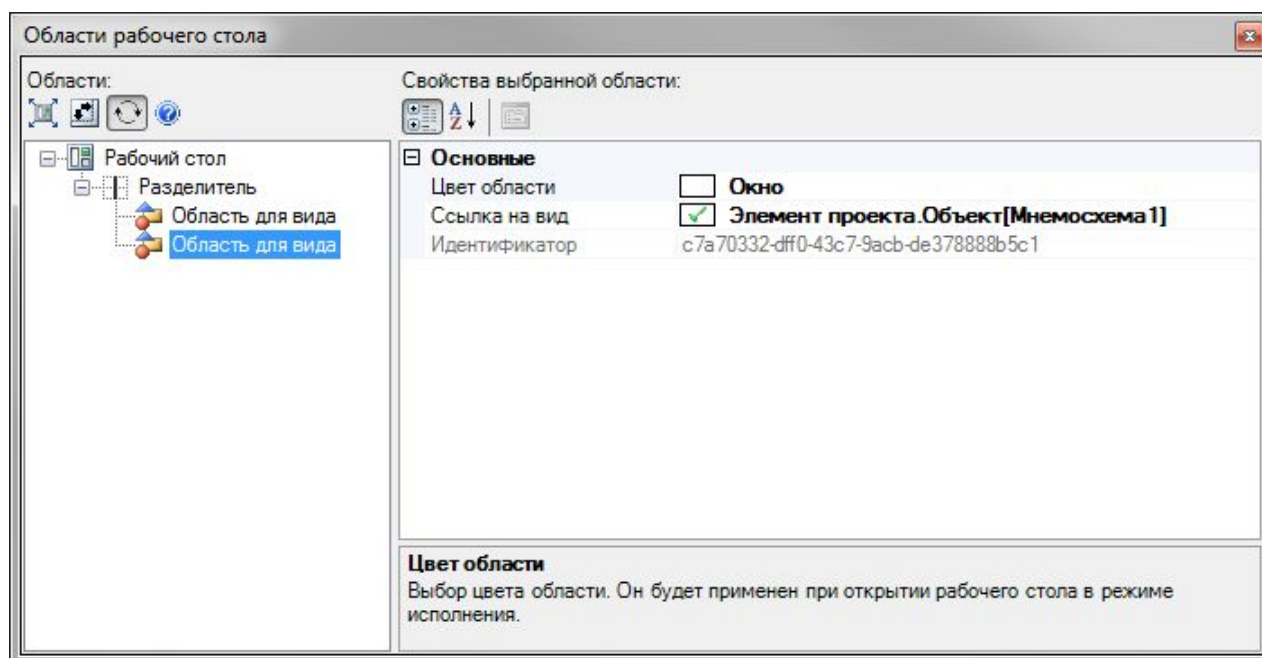 Области рабочего стола
Области:
Рабочий стол
Разделитель
Область для вида
Область для вида
Свойства выбранной области:
Основные
Цвет области Окно
Ссылка на вид Элемент проекта.Объект[Мнемосхема1]
Идентификатор c7a70332-dff0-43c7-9acb-de378888b5c1
Цвет области
Выбор цвета области. Он будет применен при открытии рабочего стола в режиме
исполнения.